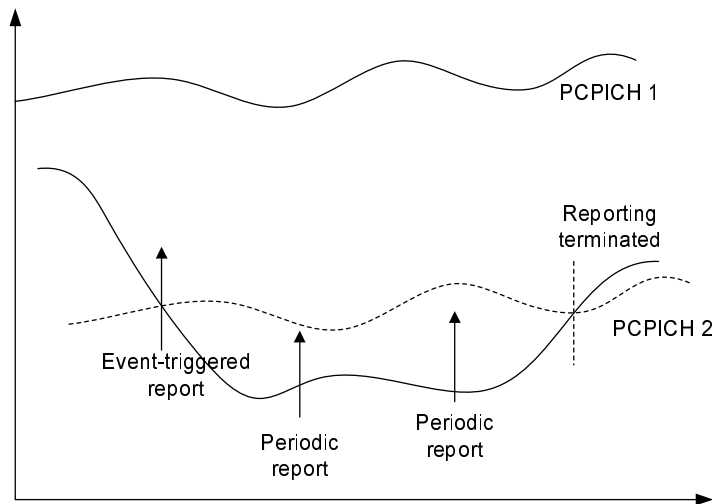 PCPICH 1
Reporting
terminated
PCPICH 2
Event-triggered
report
Periodic
report
Periodic
report